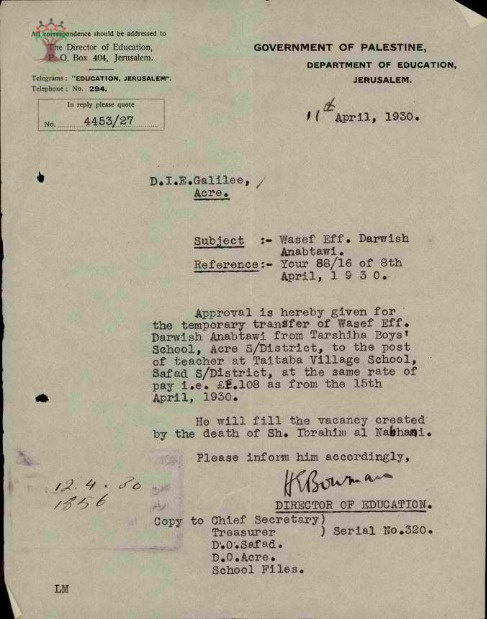 All correspondence should be addressed to
The Director of Education,
P.O. Box 404, Jerusalem.
Telegrams: "EDUCATION, JERUSALEM".
Telephone: No. 294.
In reply please quote
No. 4453/27
GOVERNMENT OF PALESTINE,
DEPARTMENT OF EDUCATION,
JERUSALEM.
11th April, 1930.
D.I.E.Galilee,
Acre.
Subject :- Wasef Eff. Darwish
Anabtawi.
Reference:- Your 88/16 of 8th
April, 1 9 3 0.
Approval is hereby given for
the temporary transfer of Wasef Eff.
Darwish Anabtawi from Tarshiha Boys'
School, Acre S/District, to the post
of teacher at Taitaba Village School,
Safad S/District, at the same rate of
pay i.e. £P.108 as from the 15th
April, 1930.
He will fill the vacancy created
by the death of Sh. Ibrahim al Nabhani.
Please inform him accordingly,
HEBowman
DIRECTOR OF EDUCATION.
12.4.30
1856
Copy to Chief Secretary)
Treasurer ) Serial No.320.
D.O.Safad.
D.O.Acre.
School Files.
LM